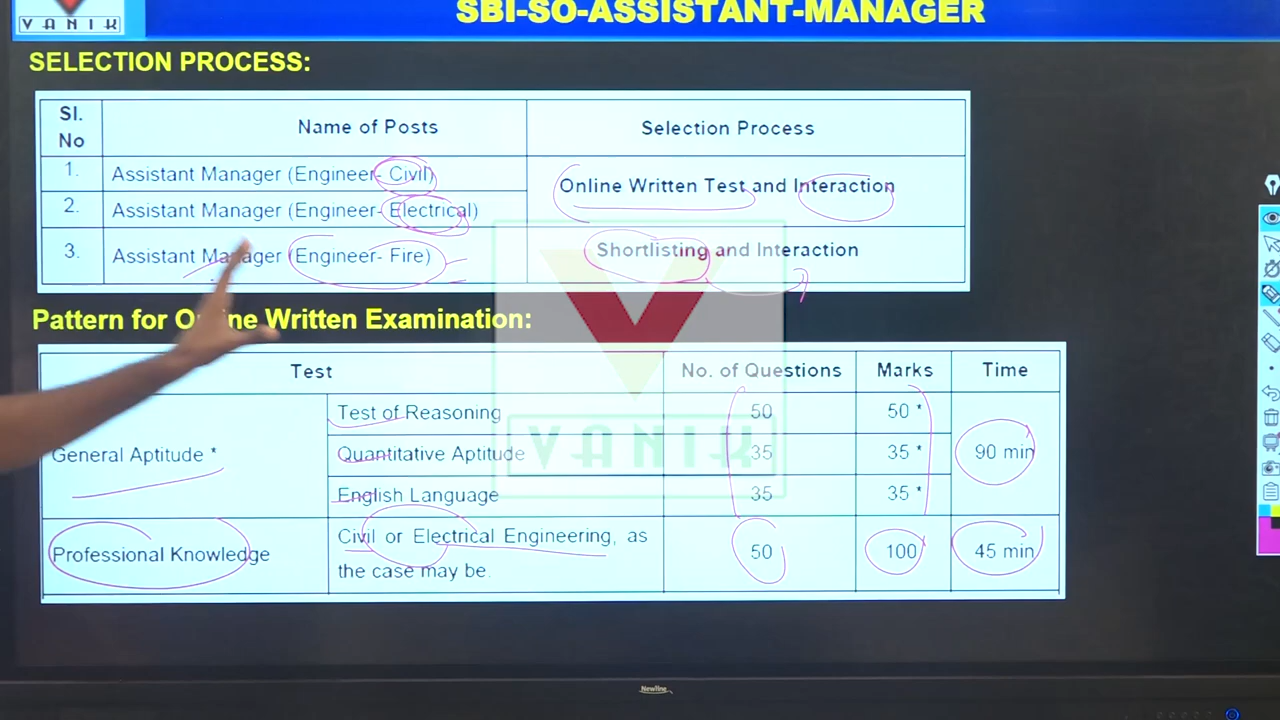 VANIK
SBI-SO-ASSISTANT-MANAGER
SELECTION PROCESS:
Sl. No Name of Posts Selection Process
1. Assistant Manager (Engineer- Civil) Online Written Test and Interaction
2. Assistant Manager (Engineer- Electrical)
3. Assistant Manager (Engineer- Fire) Shortlisting and Interaction
Pattern for Online Written Examination:
Test No. of Questions Marks Time
General Aptitude * Test of Reasoning 50 50 * 90 min
Quantitative Aptitude 35 35 *
English Language 35 35 *
Professional Knowledge Civil or Electrical Engineering, as 50 100 45 min
the case may be.
VANIK
Newline